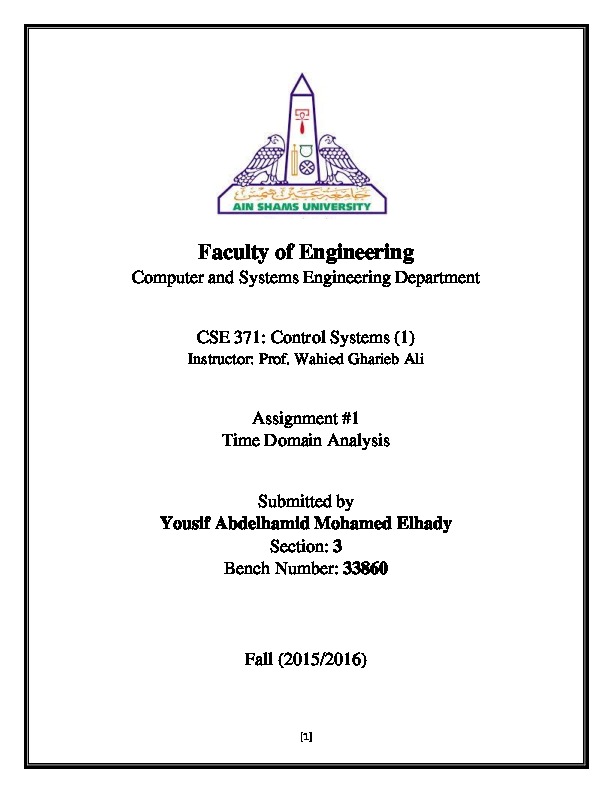 جامعة عين شمس
AIN SHAMS UNIVERSITY
Faculty of Engineering
Computer and Systems Engineering Department
CSE 371: Control Systems (1)
Instructor: Prof. Wahied Gharieb Ali
Assignment #1
Time Domain Analysis
Submitted by
Yousif Abdelhamid Mohamed Elhady
Section: 3
Bench Number: 33860
Fall (2015/2016)
[1]